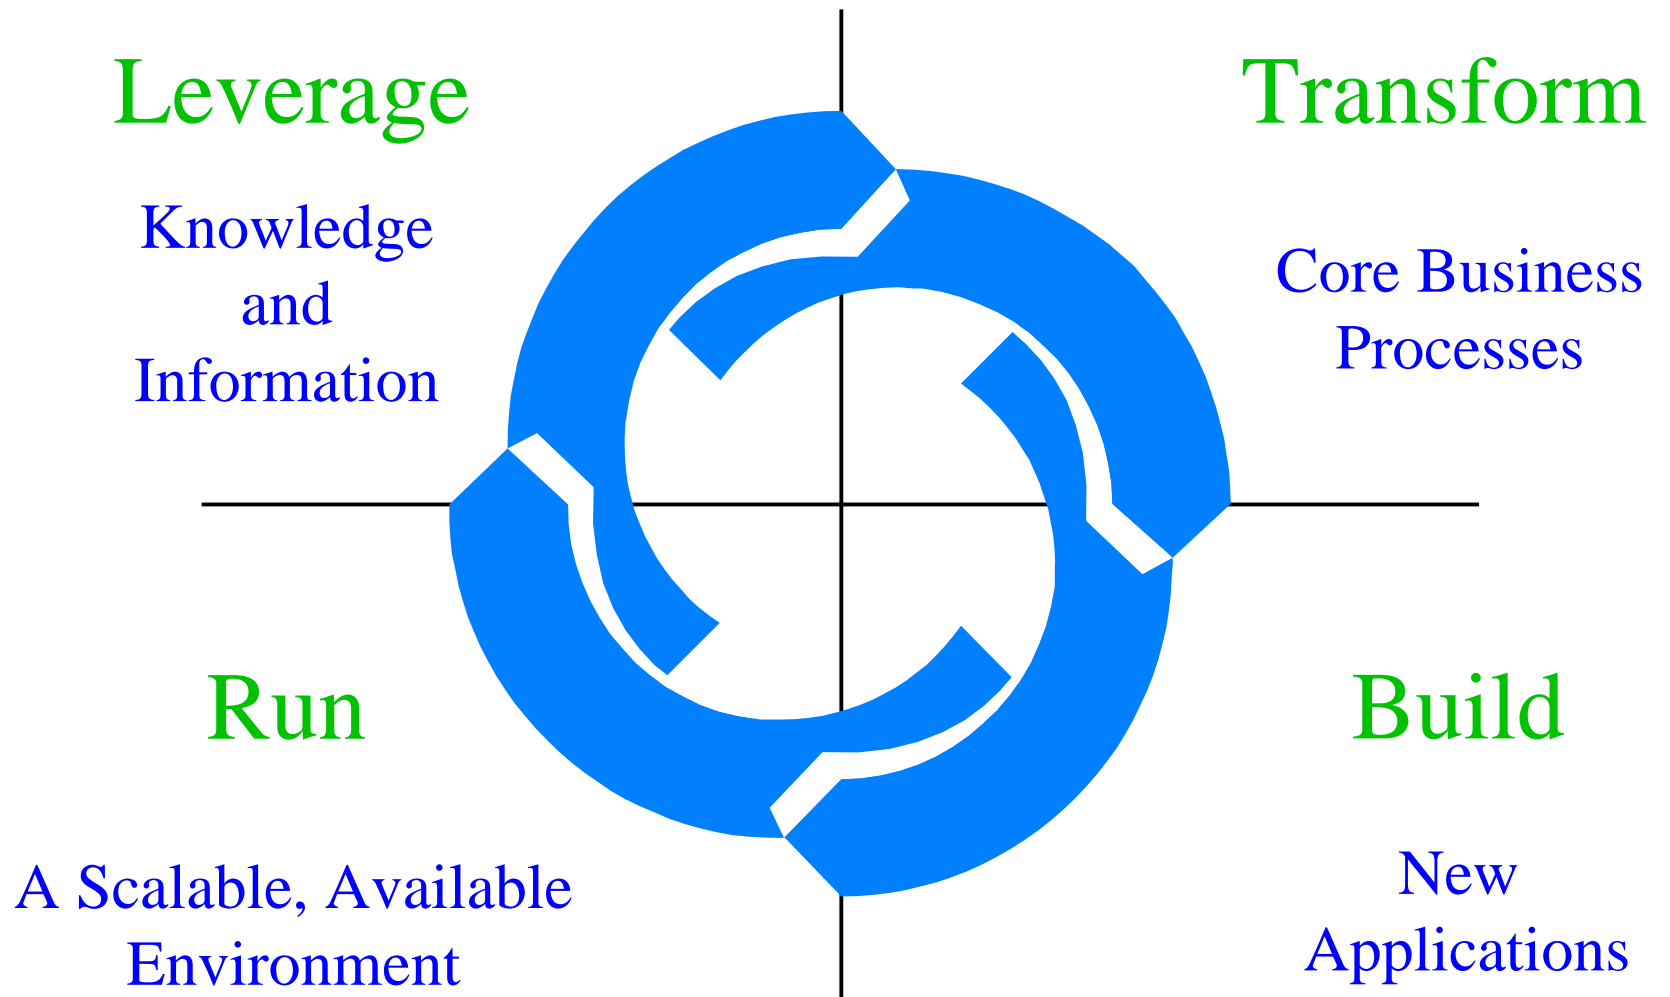 Leverage
Knowledge
and
Information
Transform
Core Business
Processes
Run
A Scalable, Available
Environment
Build
New
Applications